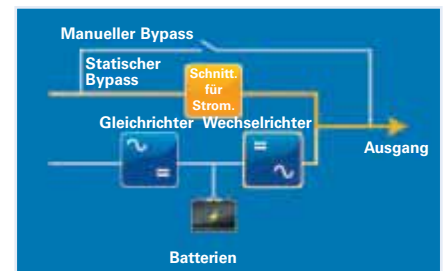 Manueller Bypass
Statischer
Bypass
Schnitt.
für
Strom.
Gleichrichter
Wechselrichter
Ausgang
Batterien